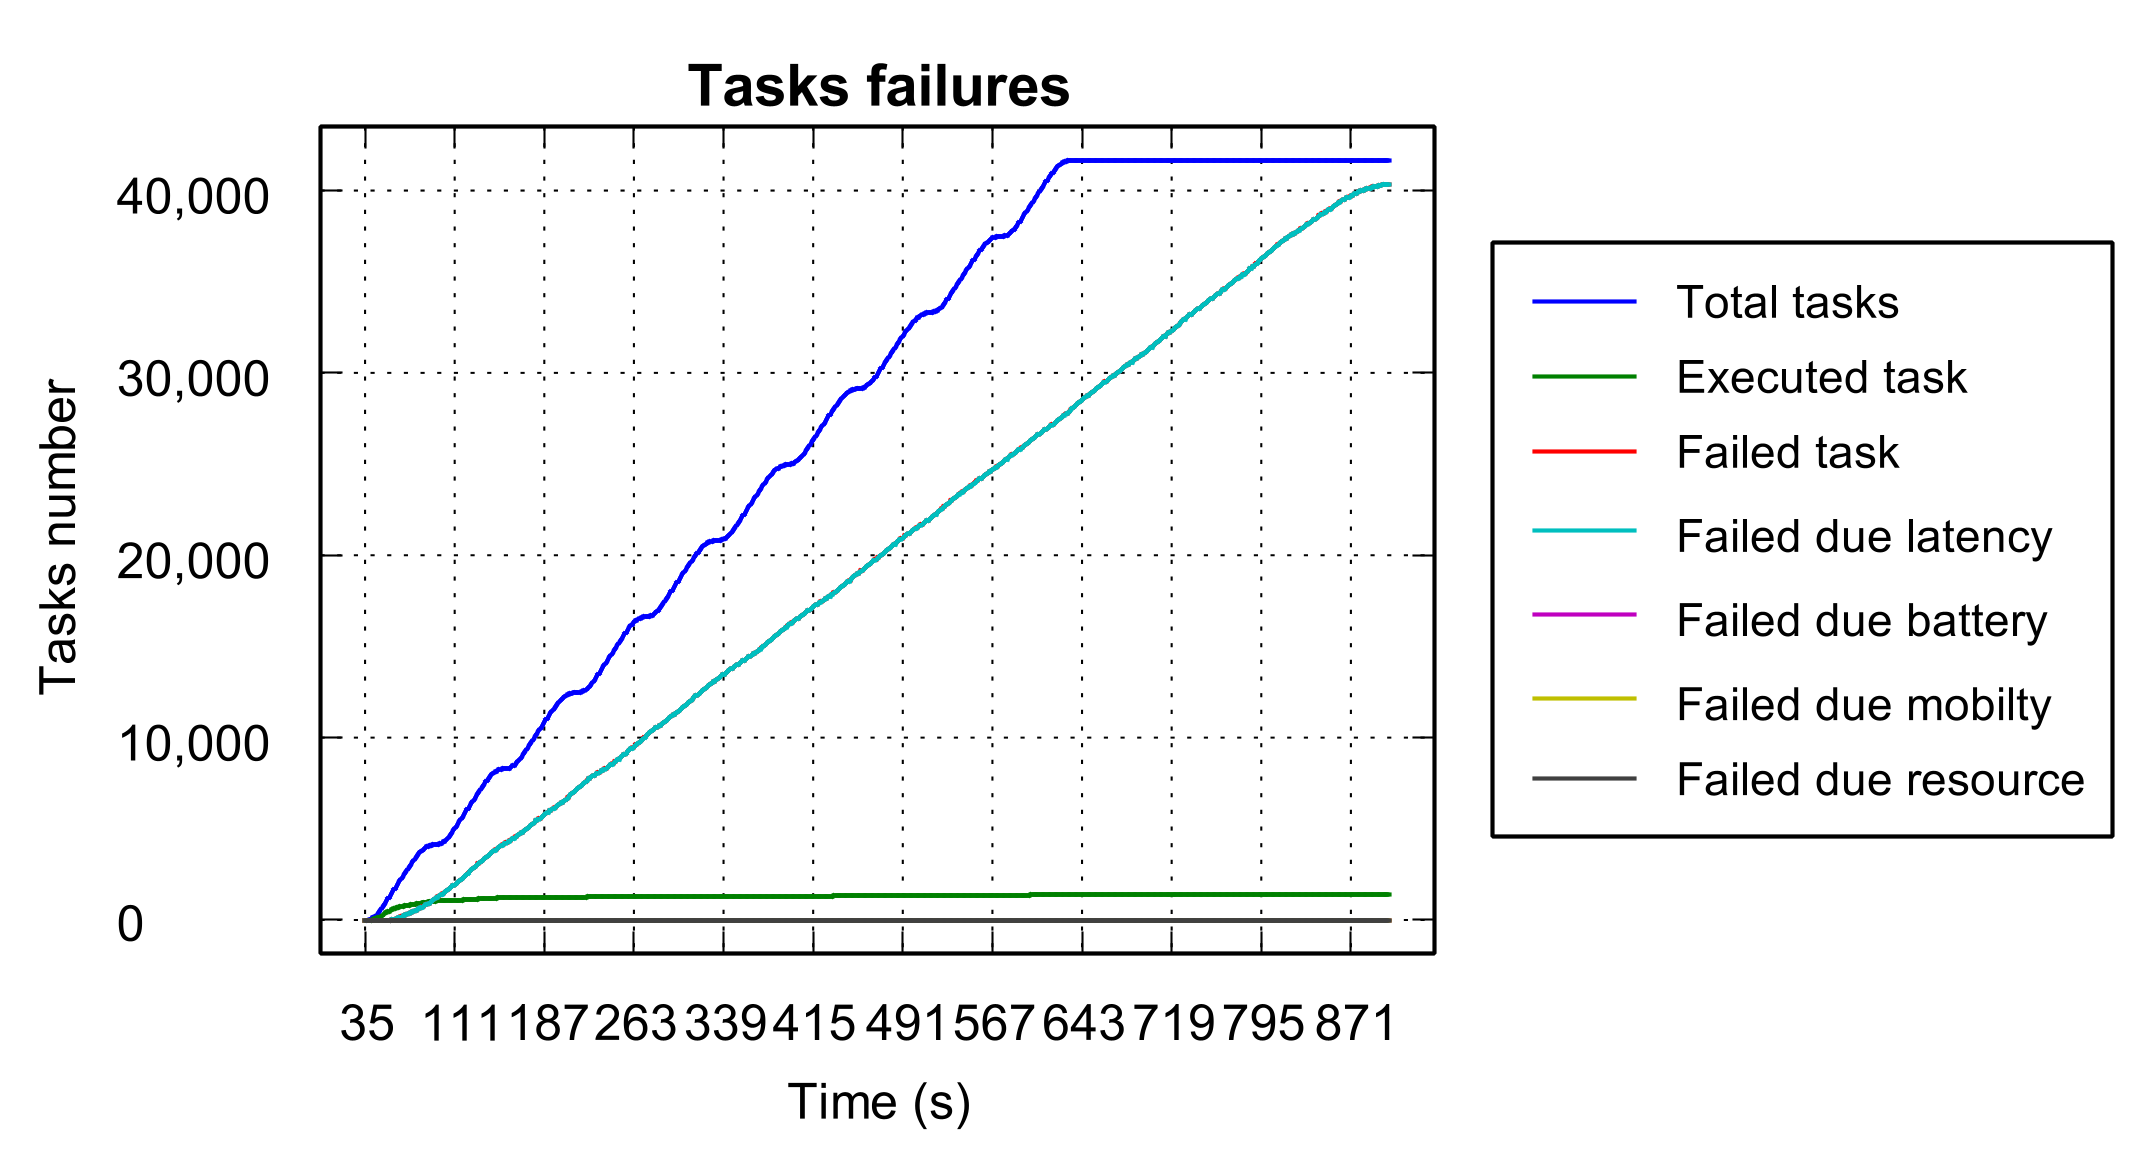 Tasks failures
40,000
30,000
20,000
10,000
0
Tasks number
35 111 187 263 339 415 491 567 643 719 795 871
Time (s)
Total tasks
Executed task
Failed task
Failed due latency
Failed due battery
Failed due mobilty
Failed due resource